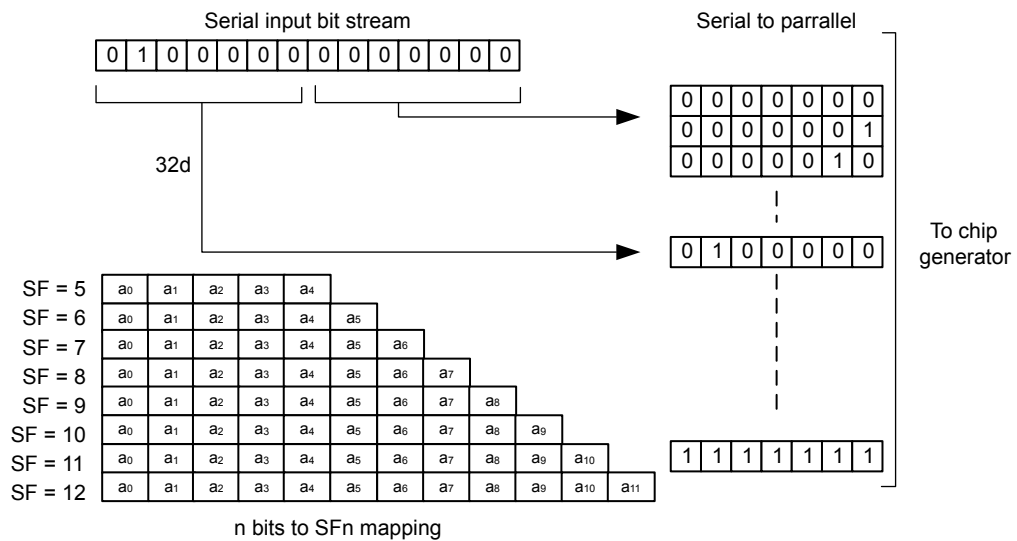 Serial input bit stream
Serial to parrallel
0 1 0 0 0 0 0 0 0 0 0 0 0 0
0 0 0 0 0 0 0
0 0 0 0 0 0 1
0 0 0 0 0 1 0
32d
0 1 0 0 0 0 0
To chip
generator
SF = 5 a0 a1 a2 a3 a4
SF = 6 a0 a1 a2 a3 a4 a5
SF = 7 a0 a1 a2 a3 a4 a5 a6
SF = 8 a0 a1 a2 a3 a4 a5 a6 a7
SF = 9 a0 a1 a2 a3 a4 a5 a6 a7 a8
SF = 10 a0 a1 a2 a3 a4 a5 a6 a7 a8 a9
SF = 11 a0 a1 a2 a3 a4 a5 a6 a7 a8 a9 a10
SF = 12 a0 a1 a2 a3 a4 a5 a6 a7 a8 a9 a10 a11
1 1 1 1 1 1 1
n bits to SFn mapping